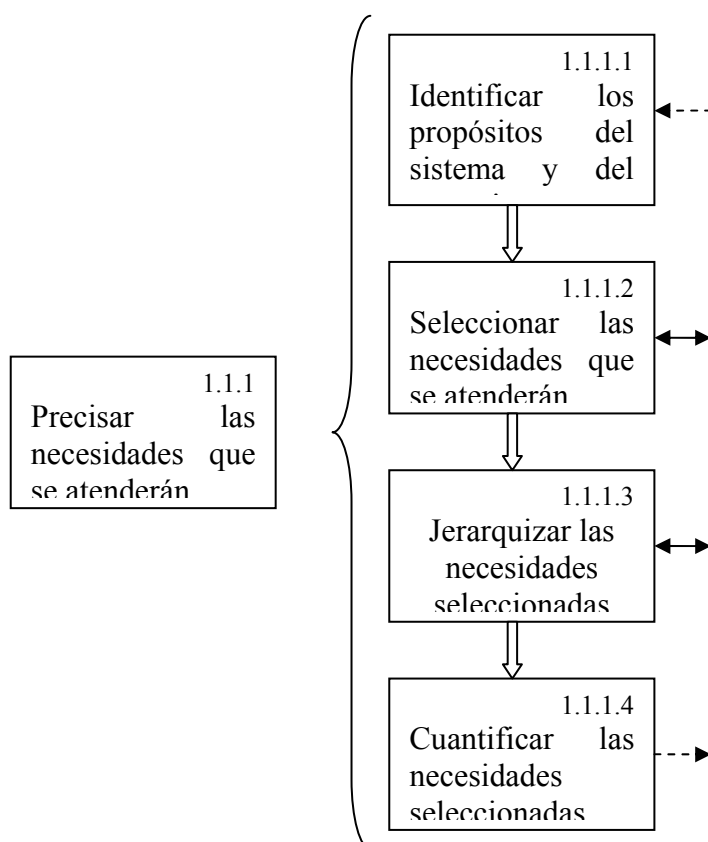 1.1.1
Precisar las
necesidades que
se atenderán
1.1.1.1
Identificar los
propósitos del
sistema y del
1.1.1.2
Seleccionar las
necesidades que
se atenderán
1.1.1.3
Jerarquizar las
necesidades
seleccionadas
1.1.1.4
Cuantificar las
necesidades
seleccionadas